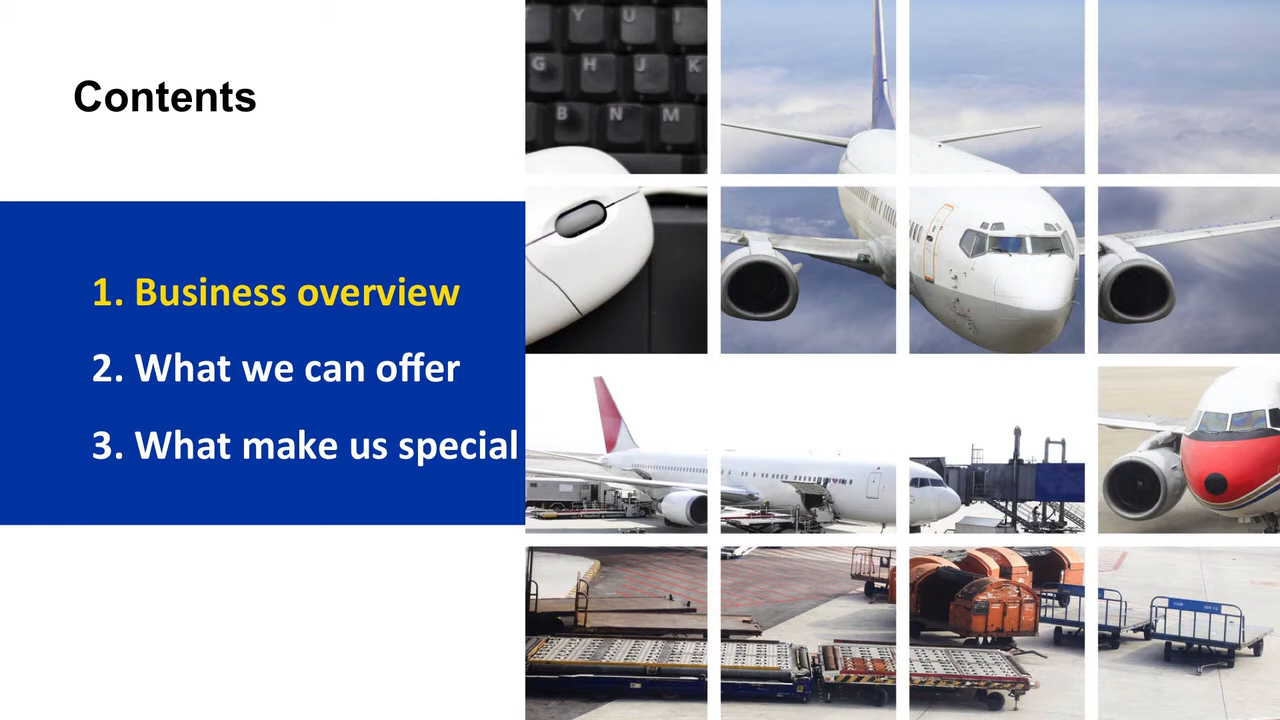 Contents
1. Business overview
2. What we can offer
3. What make us special
Y U I
G H J K
B N M